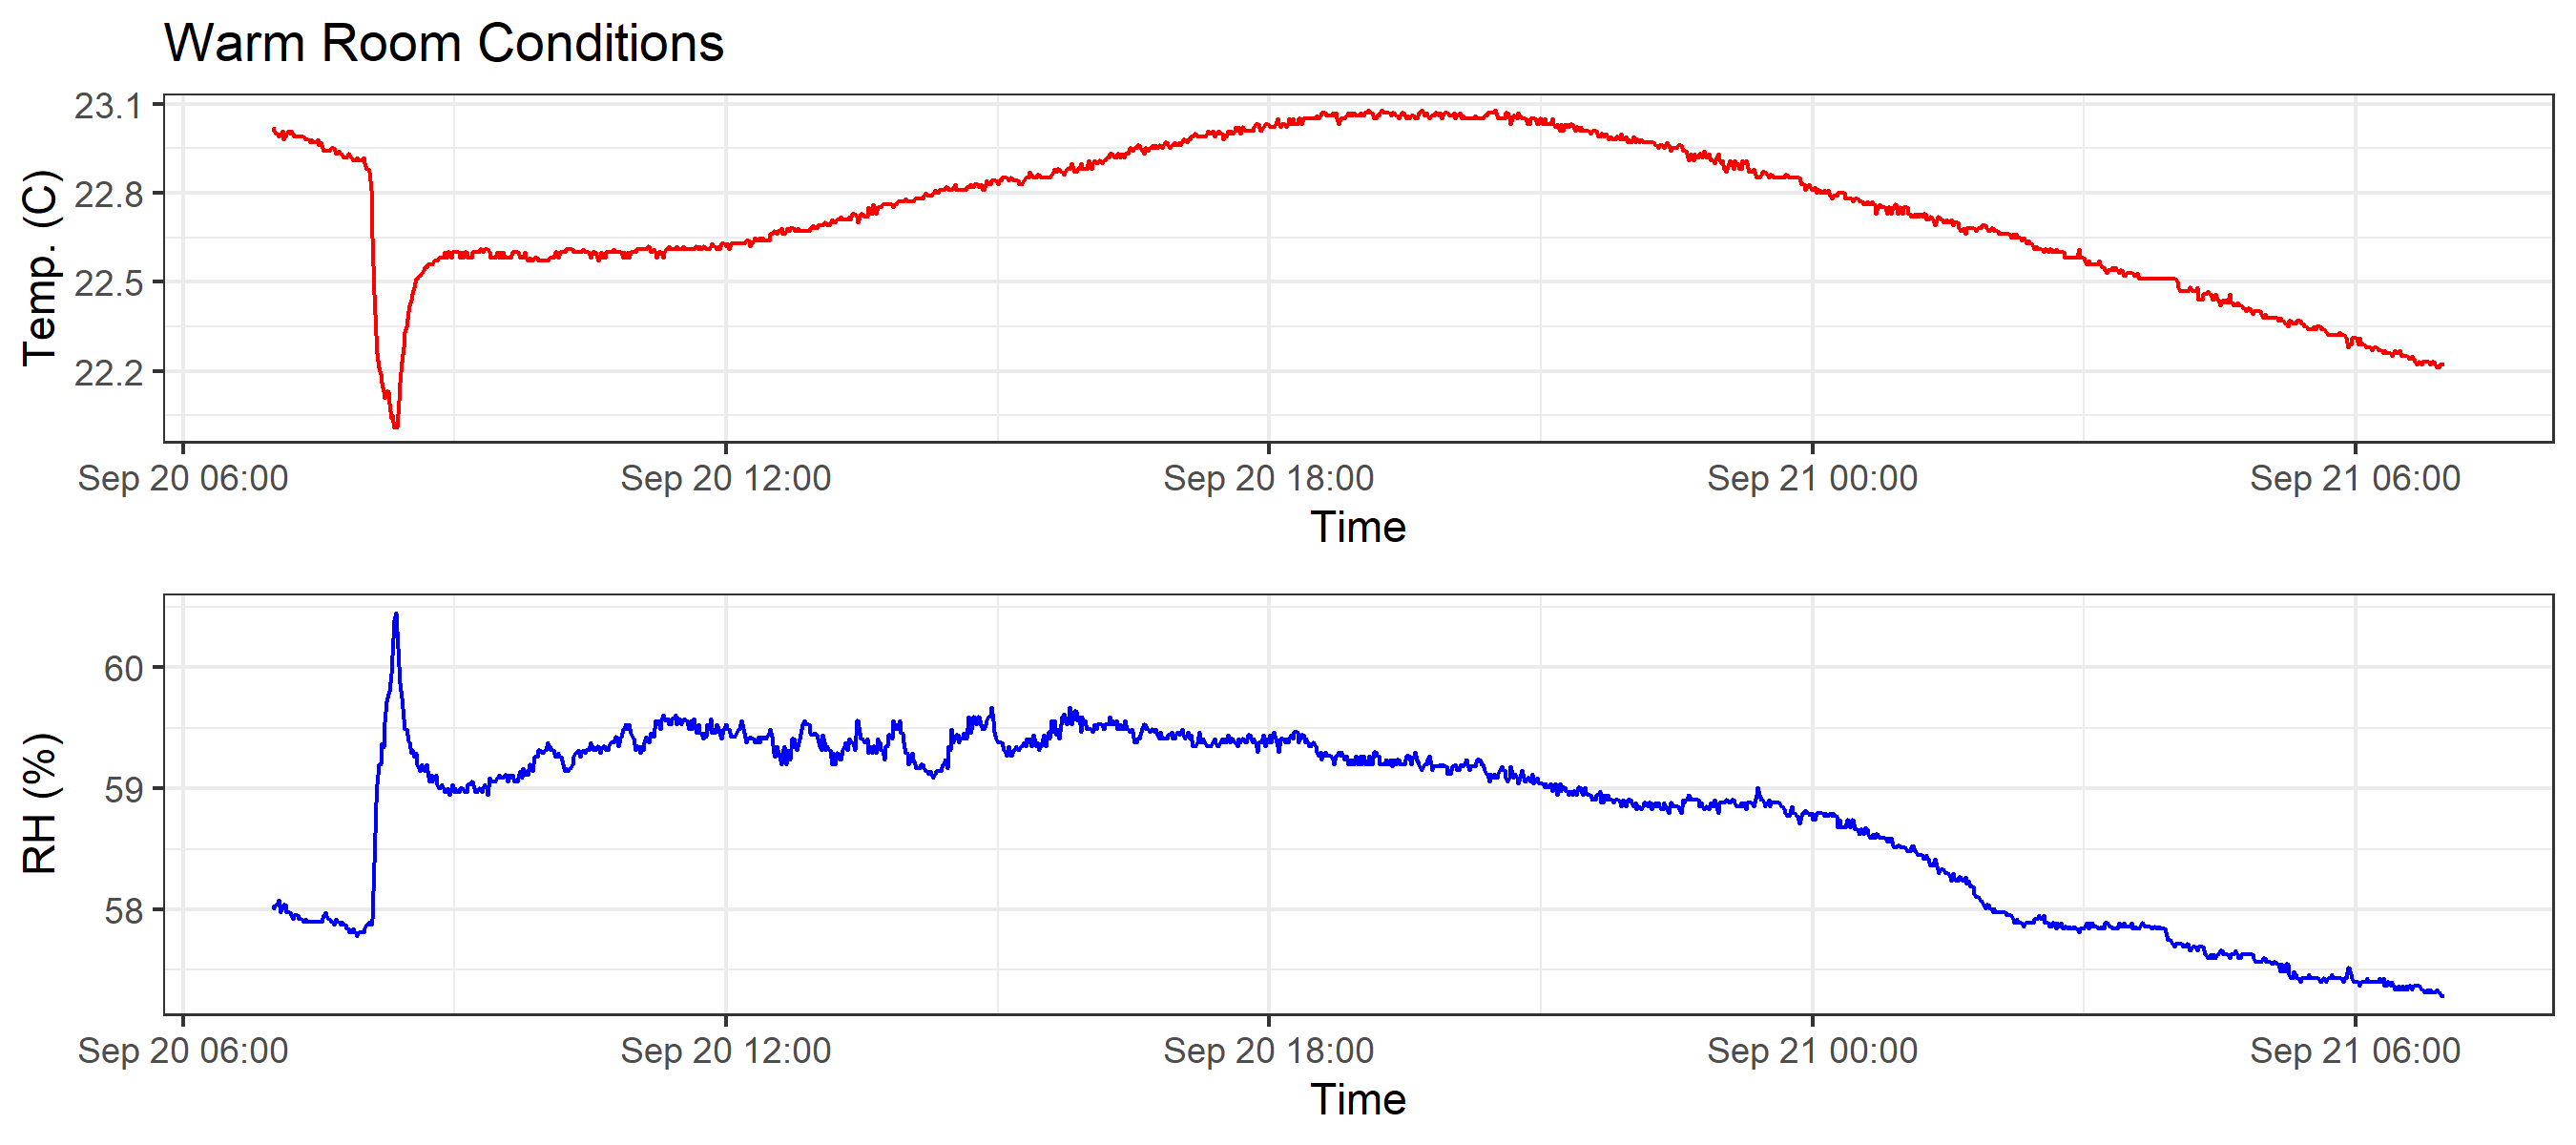 Warm Room Conditions
Temp. (C)
23.1
22.8
22.5
22.2
Sep 20 06:00 Sep 20 12:00 Sep 20 18:00 Sep 21 00:00 Sep 21 06:00
Time
RH (%)
60
59
58
Sep 20 06:00 Sep 20 12:00 Sep 20 18:00 Sep 21 00:00 Sep 21 06:00
Time